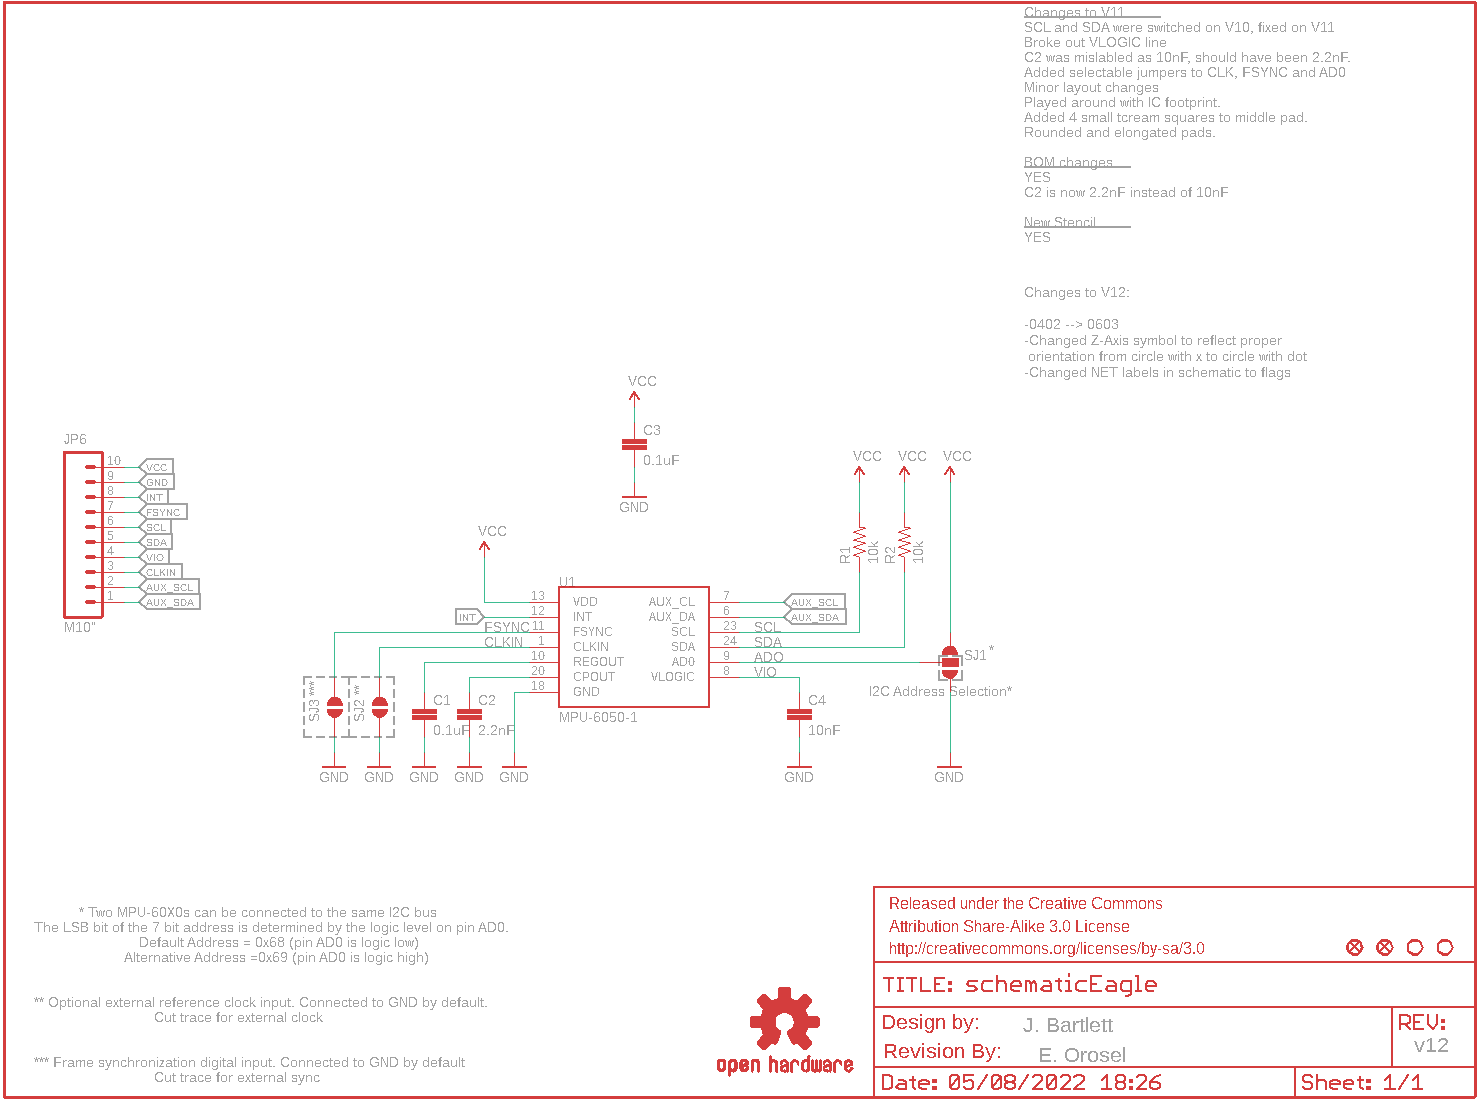 Changes to V11
SCL and SDA were switched on V10, fixed on V11
Broke out VLOGIC line
C2 was mislabled as 10nF, should have been 2.2nF.
Added selectable jumpers to CLK, FSYNC and AD0
Minor layout changes
Played around with IC footprint.
Added 4 small tcream squares to middle pad.
Rounded and elongated pads.
BOM changes
YES
C2 is now 2.2nF instead of 10nF
New Stencil
YES
Changes to V12:
-0402 --> 0603
-Changed Z-Axis symbol to reflect proper
orientation from circle with x to circle with dot
-Changed NET labels in schematic to flags
VCC
C3
0.1uF
GND
JP6
10 VCC
9 GND
8 INT
7 FSYNC
6 SCL
5 SDA
4 VIO
3 CLKIN
2 AUX_SCL
1 AUX_SDA
M10"
VCC
VCC VCC VCC
R1 10k R2 10k
U1
13 VDD AUX_CL 7 AUX_SCL
INT 12 INT AUX_DA 6 AUX_SDA
FSYNC 11 FSYNC SCL 23 SCL
CLKIN 1 CLKIN SDA 24 SDA
10 REGOUT AD0 9 ADO
20 CPOUT VLOGIC 8 VIO
18 GND
MPU-6050-1
SJ1 *
I2C Address Selection*
SJ3 *** SJ2 **
C1 C2 C4
0.1uF 2.2nF 10nF
GND GND GND GND GND GND GND
* Two MPU-60X0s can be connected to the same I2C bus
The LSB bit of the 7 bit address is determined by the logic level on pin AD0.
Default Address = 0x68 (pin AD0 is logic low)
Alternative Address =0x69 (pin AD0 is logic high)
** Optional external reference clock input. Connected to GND by default.
Cut trace for external clock
*** Frame synchronization digital input. Connected to GND by default
Cut trace for external sync
open hardware
Released under the Creative Commons
Attribution Share-Alike 3.0 License
http://creativecommons.org/licenses/by-sa/3.0
TITLE: schematicEagle
Design by: J. Bartlett
Revision By: E. Orosel
REV:
v12
Date: 05/08/2022 18:26
Sheet: 1/1